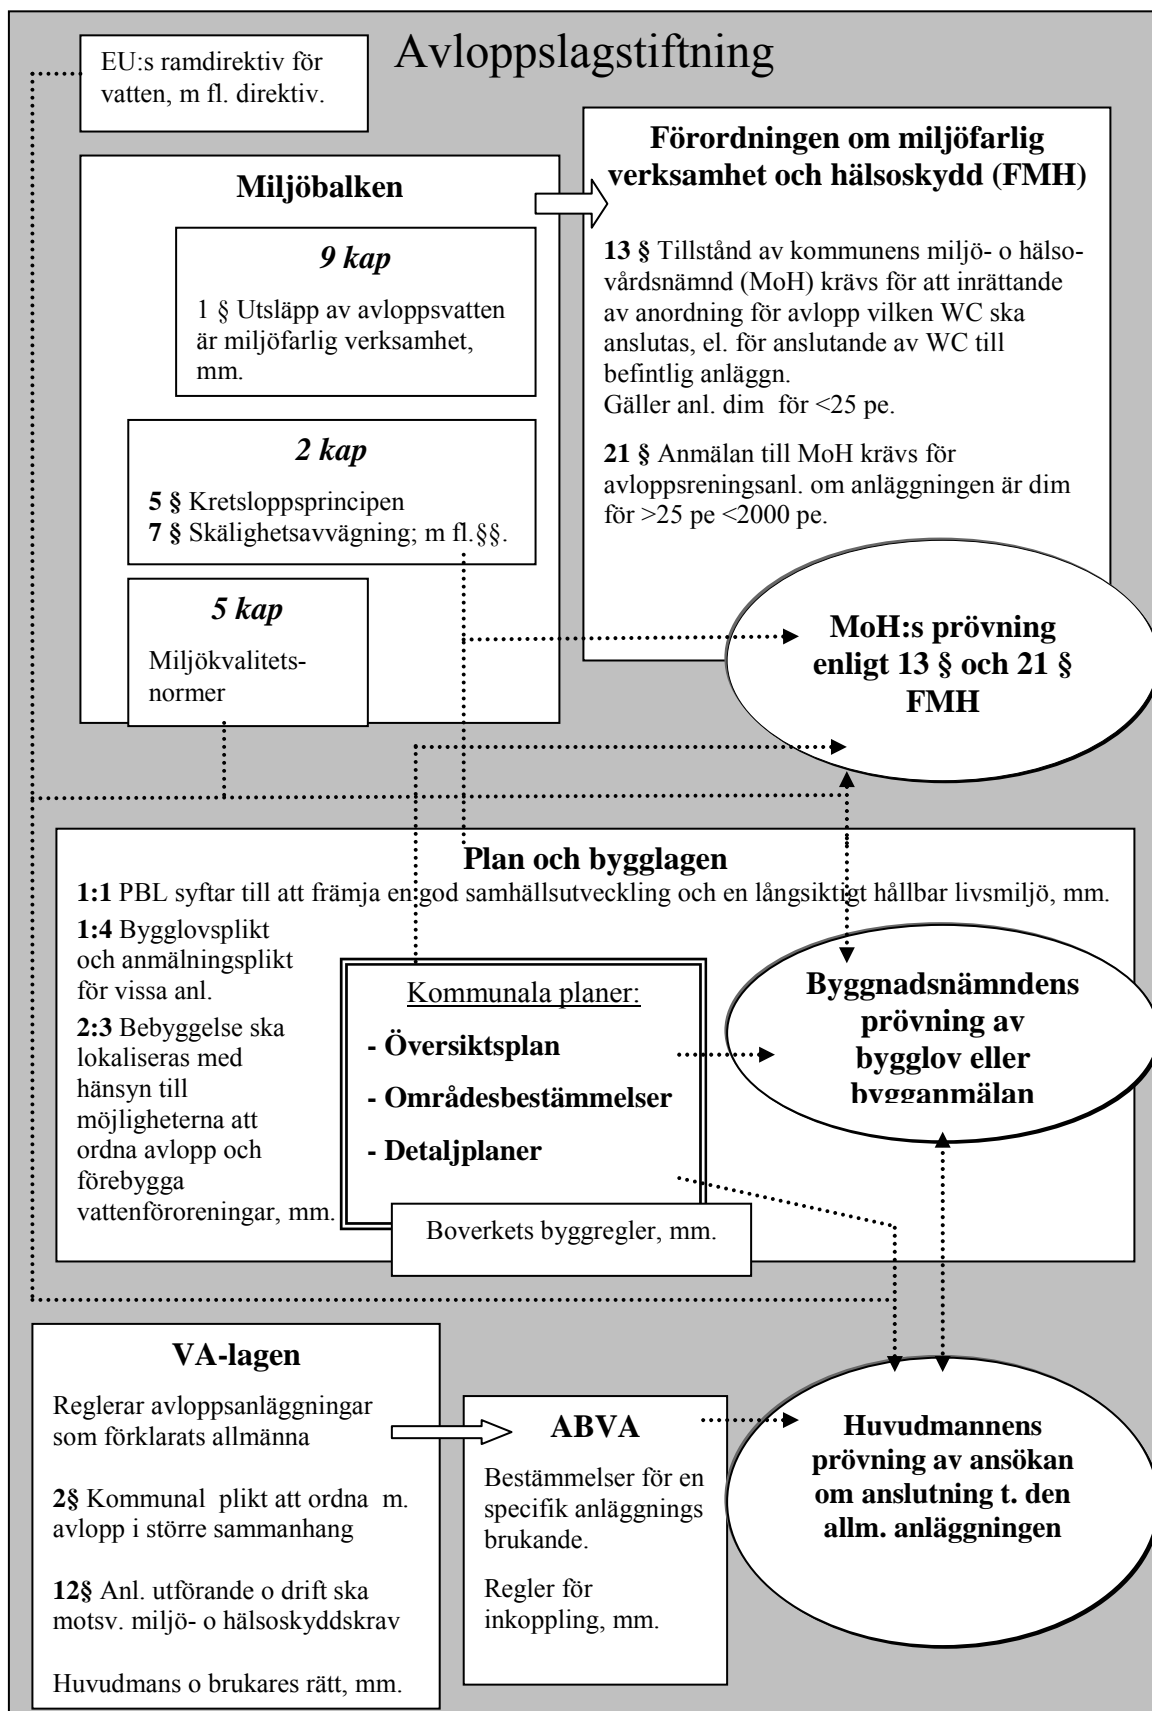 Avloppslagstiftning
EU:s ramdirektiv för
vatten, m fl. direktiv.
Miljöbalken
9 kap
1 § Utsläpp av avloppsvatten
är miljöfarlig verksamhet,
mm.
2 kap
5 § Kretsloppsprincipen
7 § Skälighetsavvägning; m fl.§§.
5 kap
Miljökvalitets-
normer
Förordningen om miljöfarlig
verksamhet och hälsoskydd (FMH)
13 § Tillstånd av kommunens miljö- o hälso-
vårdsnämnd (MoH) krävs för att inrättande
av anordning för avlopp vilken WC ska
anslutas, el. för anslutande av WC till
befintlig anläggn.
Gäller anl. dim för <25 pe.
21 § Anmälan till MoH krävs för
avloppsreningsanl. om anläggningen är dim
för >25 pe <2000 pe.
MoH:s prövning
enligt 13 § och 21 §
FMH
Plan och bygglagen
1:1 PBL syftar till att främja en god samhällsutveckling och en långsiktigt hållbar livsmiljö, mm.
1:4 Bygglovsplikt
och anmälningsplikt
för vissa anl.
2:3 Bebyggelse ska
lokaliseras med
hänsyn till
möjligheterna att
ordna avlopp och
förebygga
vattenföroreningar, mm.
Kommunala planer:
- Översiktsplan
- Områdesbestämmelser
- Detaljplaner
Boverkets byggregler, mm.
Byggnadsnämndens
prövning av
bygglov eller
bygganmälan
VA-lagen
Reglerar avloppsanläggningar
som förklarats allmänna
2§ Kommunal plikt att ordna m.
avlopp i större sammanhang
12§ Anl. utförande o drift ska
motsv. miljö- o hälsoskyddskrav
Huvudmans o brukares rätt, mm.
ABVA
Bestämmelser för en
specifik anläggnings
brukande.
Regler för
inkoppling, mm.
Huvudmannens
prövning av ansökan
om anslutning t. den
allm. anläggningen